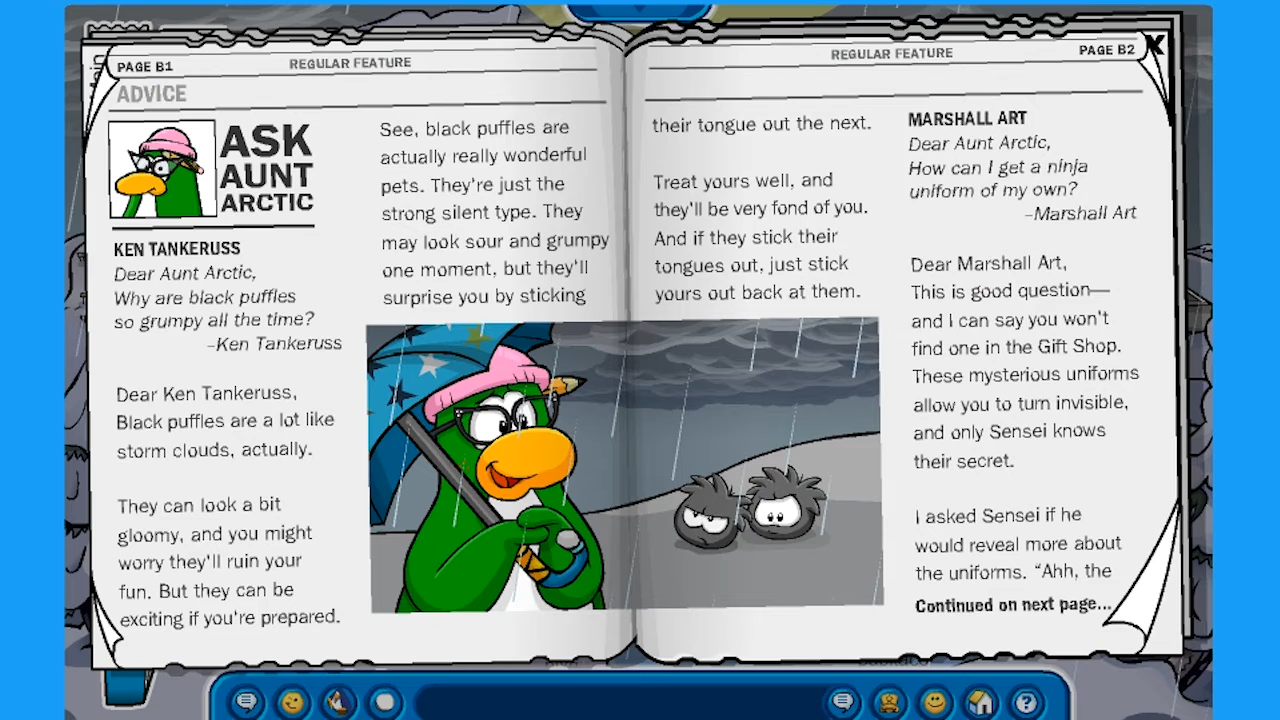 PAGE B1
REGULAR FEATURE
ADVICE
ASK
AUNT
ARCTIC
KEN TANKERUSS
Dear Aunt Arctic,
Why are black puffles
so grumpy all the time?
–Ken Tankeruss
Dear Ken Tankeruss,
Black puffles are a lot like
storm clouds, actually.
They can look a bit
gloomy, and you might
worry they'll ruin your
fun. But they can be
exciting if you're prepared.
See, black puffles are
actually really wonderful
pets. They're just the
strong silent type. They
may look sour and grumpy
one moment, but they'll
surprise you by sticking
REGULAR FEATURE
PAGE B2
X
their tongue out the next.
Treat yours well, and
they'll be very fond of you.
And if they stick their
tongues out, just stick
yours out back at them.
MARSHALL ART
Dear Aunt Arctic,
How can I get a ninja
uniform of my own?
–Marshall Art
Dear Marshall Art,
This is good question—
and I can say you won't
find one in the Gift Shop.
These mysterious uniforms
allow you to turn invisible,
and only Sensei knows
their secret.
I asked Sensei if he
would reveal more about
the uniforms. “Ahh, the
Continued on next page...
?